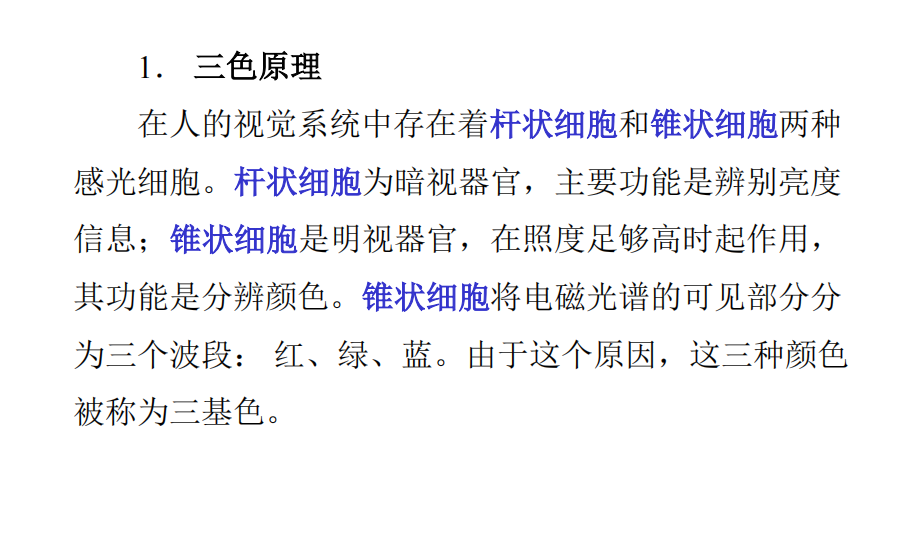 1． 三色原理
在人的视觉系统中存在着杆状细胞和锥状细胞两种
感光细胞。杆状细胞为暗视器官，主要功能是辨别亮度
信息；锥状细胞是明视器官，在照度足够高时起作用，
其功能是分辨颜色。锥状细胞将电磁光谱的可见部分分
为三个波段： 红、绿、蓝。由于这个原因，这三种颜色
被称为三基色。